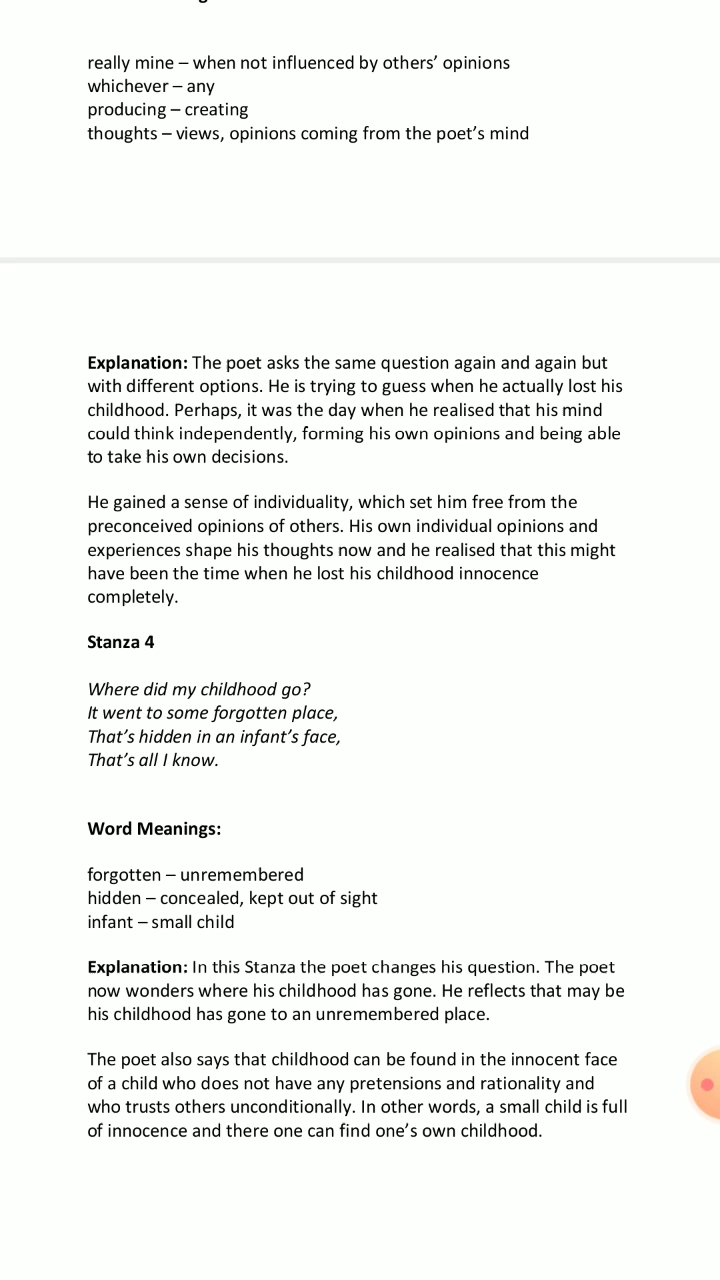 really mine – when not influenced by others’ opinions
whichever – any
producing – creating
thoughts – views, opinions coming from the poet’s mind
Explanation: The poet asks the same question again and again but
with different options. He is trying to guess when he actually lost his
childhood. Perhaps, it was the day when he realised that his mind
could think independently, forming his own opinions and being able
to take his own decisions.
He gained a sense of individuality, which set him free from the
preconceived opinions of others. His own individual opinions and
experiences shape his thoughts now and he realised that this might
have been the time when he lost his childhood innocence
completely.
Stanza 4
Where did my childhood go?
It went to some forgotten place,
That’s hidden in an infant’s face,
That’s all I know.
Word Meanings:
forgotten – unremembered
hidden – concealed, kept out of sight
infant – small child
Explanation: In this Stanza the poet changes his question. The poet
now wonders where his childhood has gone. He reflects that may be
his childhood has gone to an unremembered place.
The poet also says that childhood can be found in the innocent face
of a child who does not have any pretensions and rationality and
who trusts others unconditionally. In other words, a small child is full
of innocence and there one can find one’s own childhood.